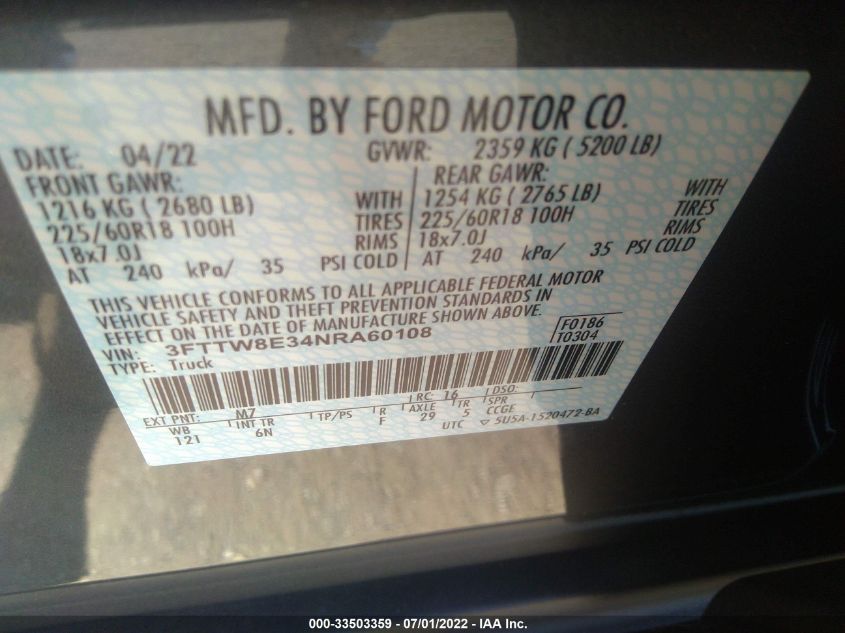 MFD. BY FORD MOTOR CO.
DATE: 04/22 GVWR: 2359 KG ( 5200 LB)
FRONT GAWR: REAR GAWR:
1216 KG ( 2680 LB) WITH 1254 KG ( 2765 LB) WITH
225/60R18 100H TIRES 225/60R18 100H TIRES
18x7.0J RIMS 18x7.0J RIMS
AT 240 kPa/ 35 PSI COLD AT 240 kPa/ 35 PSI COLD
THIS VEHICLE CONFORMS TO ALL APPLICABLE FEDERAL MOTOR
VEHICLE SAFETY AND THEFT PREVENTION STANDARDS IN
EFFECT ON THE DATE OF MANUFACTURE SHOWN ABOVE.
VIN: 3FTTW8E34NRA60108 F0186
TYPE: Truck T0304
EXT PNT: M7 RC: 16 DSO:
WB INT TR TP/PS R AXLE TR SPR
121 6N F 29 5 CCGE
UTC ▽ 5U5A-1520472-BA
000-33503359 - 07/01/2022 - IAA Inc.